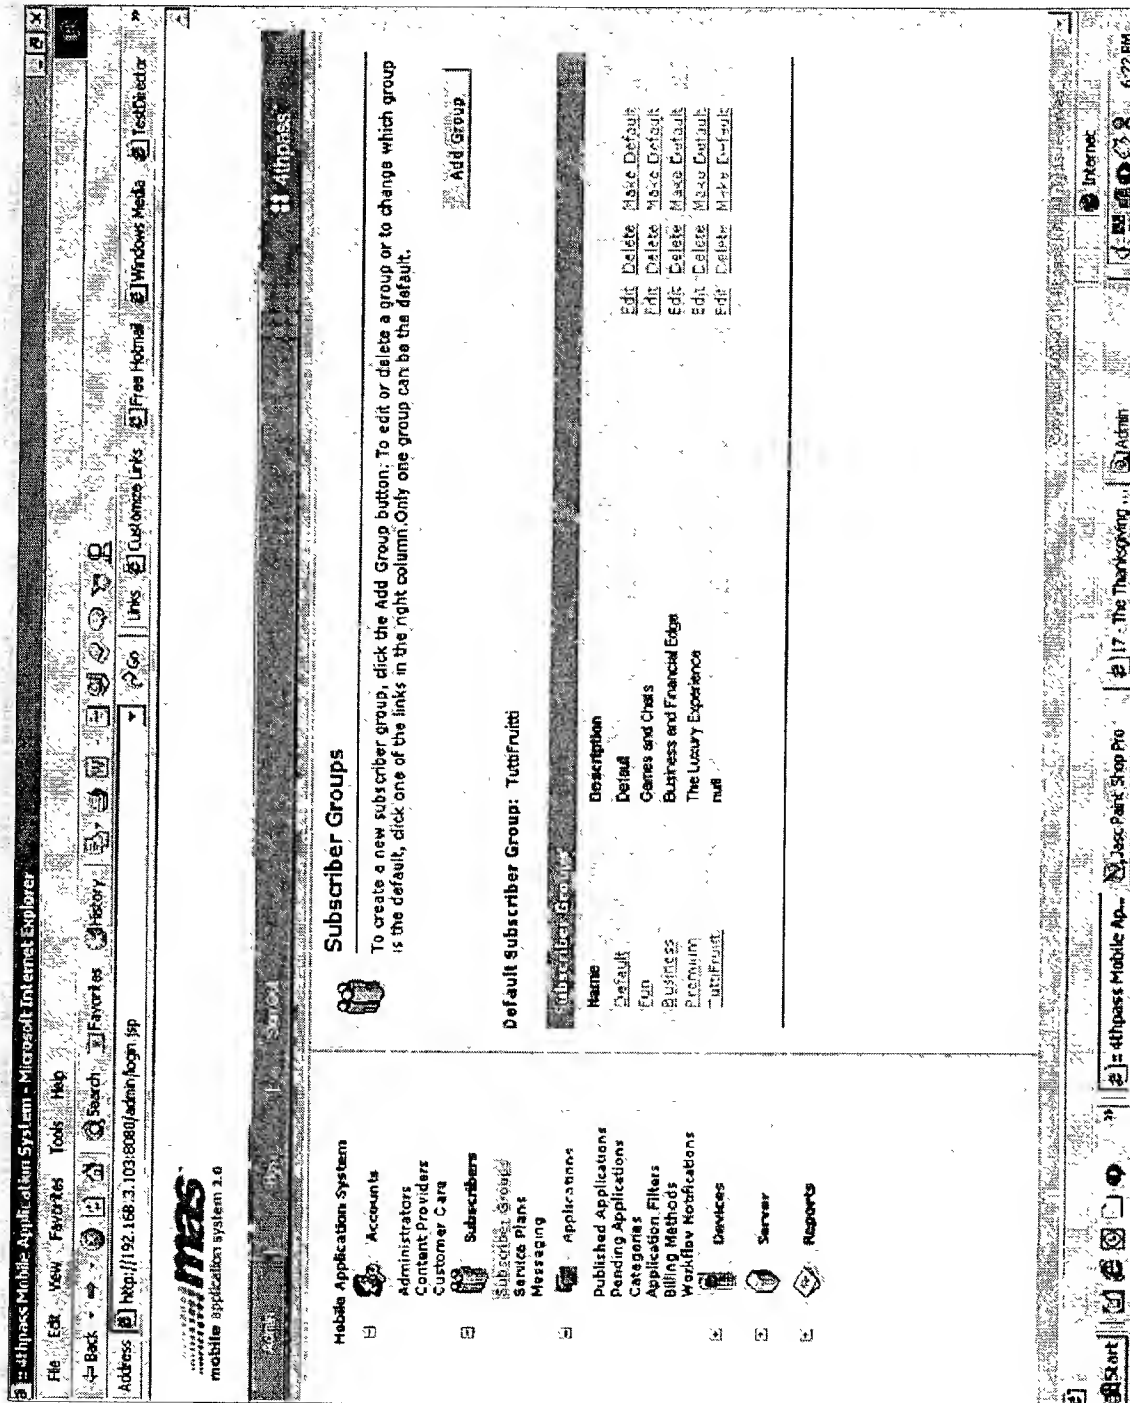 4thpass Mobile Application System - Microsoft Internet Explorer
File Edit View Favorites Tools Help
Back Search Favorites History
Address http://192.168.3.103:8080/admin/login.jsp Go Links Customize Links Free Hotmail Windows Media TestDirector
mas
mobile application system 2.0
Admin
4thpass
Mobile Application System
Accounts
Administrators
Content Providers
Customer Care
Subscribers
Subscriber Groups
Service Plans
Messaging
Applications
Published Applications
Pending Applications
Categories
Application Filters
Billing Methods
Workflow Notifications
Devices
Server
Reports
Subscriber Groups
To create a new subscriber group, click the Add Group button. To edit or delete a group or to change which group
is the default, click one of the links in the right column. Only one group can be the default.
Add Group
Default Subscriber Group: TuttiFruitti
Subscriber Groups
Name Description
Default Default Edit Delete Make Default
Fun Games and Chats Edit Delete Make Default
Business Business and Financial Edge Edit Delete Make Default
Premium The Luxury Experience Edit Delete Make Default
TuttiFruitti null Edit Delete Make Default
Internet
Start 4thpass Mobile Ap... Jasc Paint Shop Pro 17 - The Thanksgiving ... Admin 6:22 PM